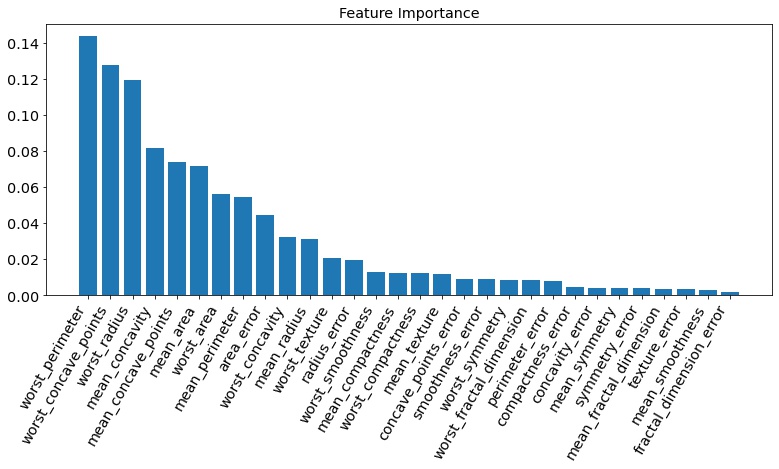 Feature Importance
0.14
0.12
0.10
0.08
0.06
0.04
0.02
0.00
worst_perimeter
worst_concave_points
worst_radius
mean_concavity
mean_concave_points
mean_area
worst_area
mean_perimeter
area_error
worst_concavity
mean_radius
worst_texture
radius_error
worst_smoothness
mean_compactness
worst_compactness
mean_texture
concave_points_error
smoothness_error
worst_symmetry
worst_fractal_dimension
perimeter_error
compactness_error
concavity_error
mean_symmetry
symmetry_error
mean_fractal_dimension
texture_error
mean_smoothness
fractal_dimension_error